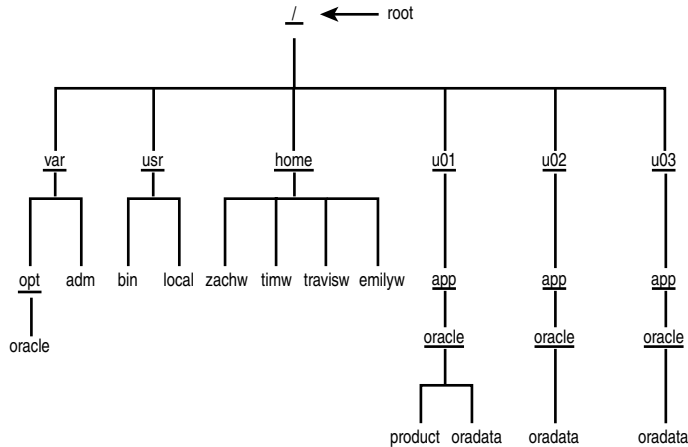 / root
var usr home u01 u02 u03
opt adm bin local zachw timw travisw emilyw app app app
oracle oracle oracle
oracle
product oradata oradata oradata